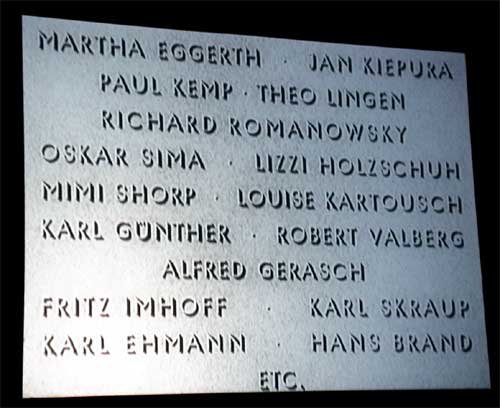 MARTHA EGGERTH · JAN KIEPURA
PAUL KEMP · THEO LINGEN
RICHARD ROMANOWSKY
OSKAR SIMA · LIZZI HOLZSCHUH
MIMI SHORP · LOUISE KARTOUSCH
KARL GÜNTHER · ROBERT VALBERG
ALFRED GERASCH
FRITZ IMHOFF · KARL SKRAUP
KARL EHMANN · HANS BRAND
ETC.